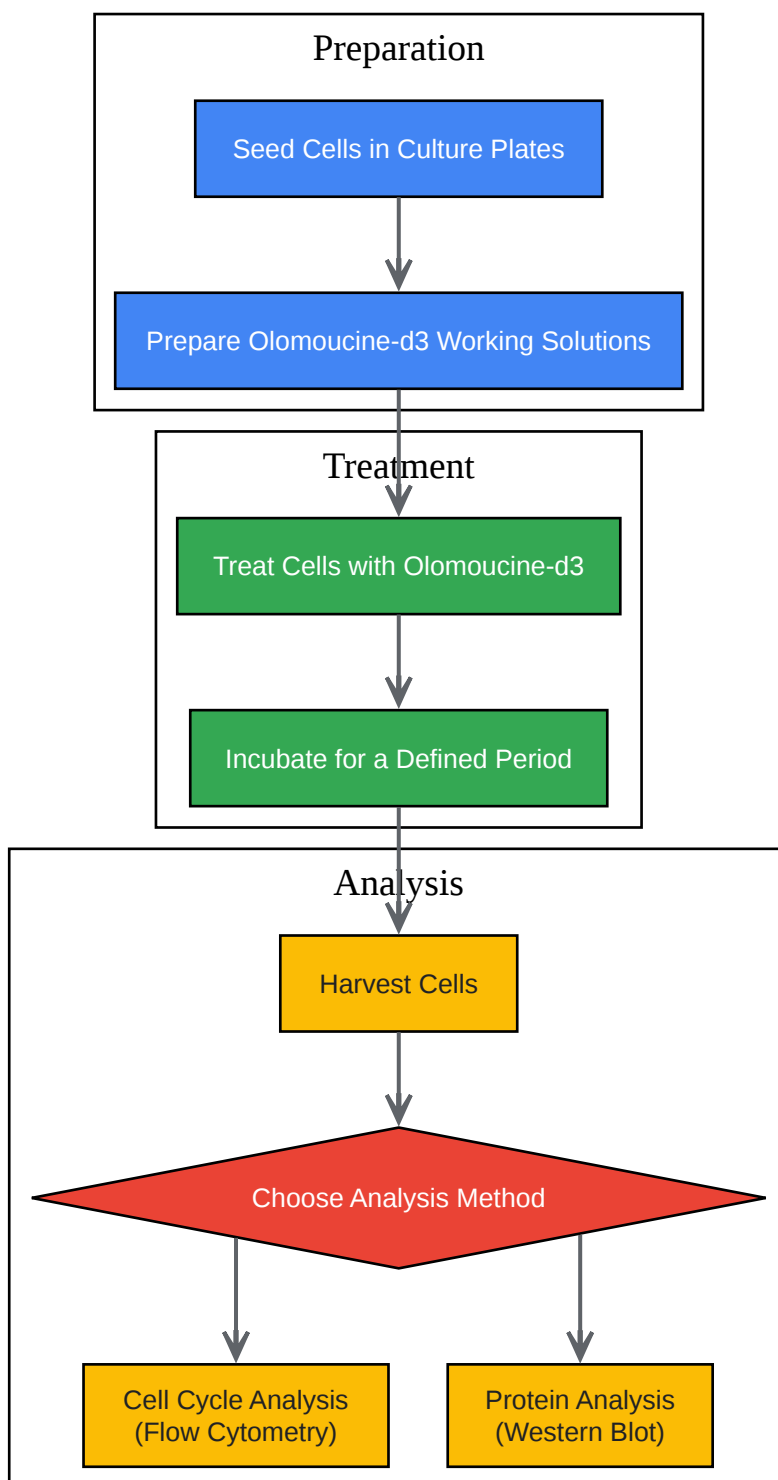 Preparation
Seed Cells in Culture Plates
Prepare Olomoucine-d3 Working Solutions
Treatment
Treat Cells with Olomoucine-d3
Incubate for a Defined Period
Analysis
Harvest Cells
Choose Analysis Method
Cell Cycle Analysis
(Flow Cytometry)
Protein Analysis
(Western Blot)